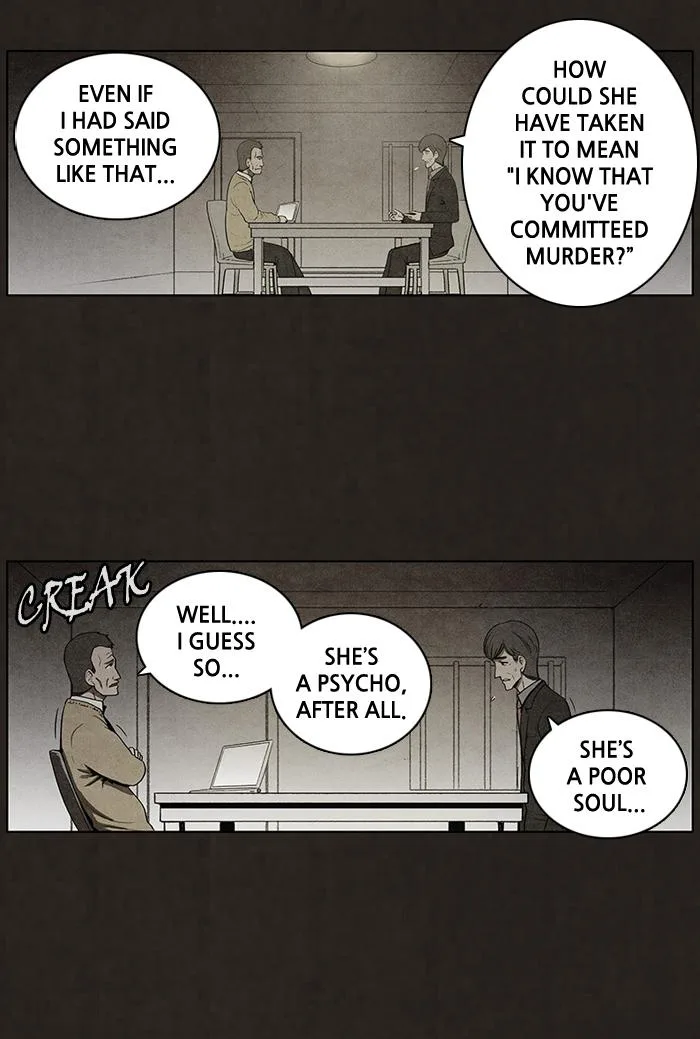 EVEN IF
I HAD SAID
SOMETHING
LIKE THAT...
HOW
COULD SHE
HAVE TAKEN
IT TO MEAN
"I KNOW THAT
YOU'VE
COMMITEED
MURDER?"
CREAK
WELL....
I GUESS
SO...
SHE'S
A PSYCHO,
AFTER ALL.
SHE'S
A POOR
SOUL...